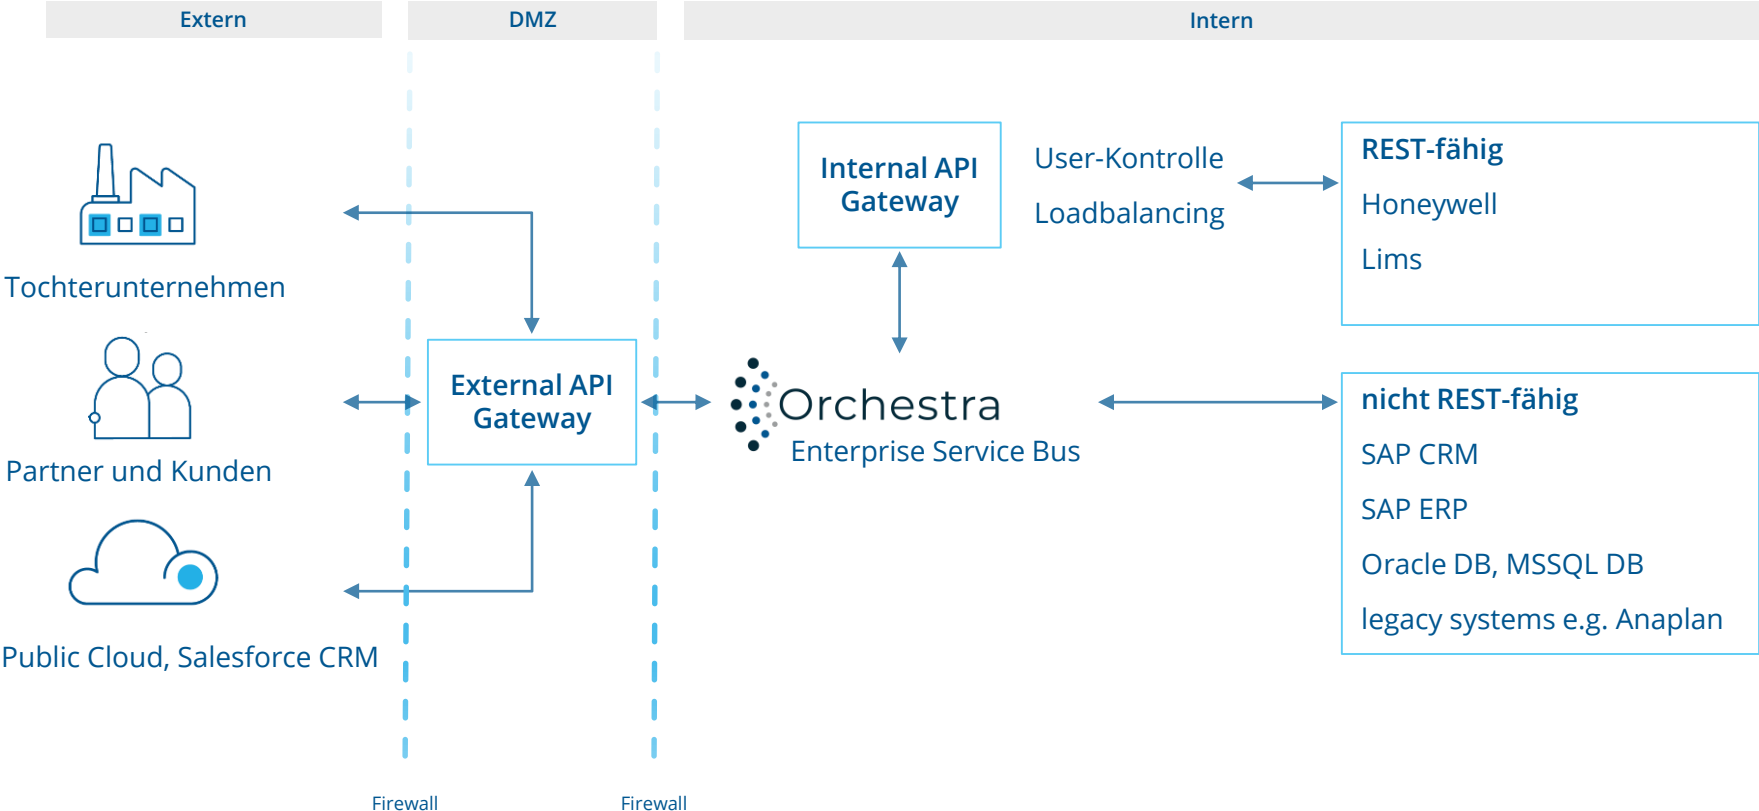 Extern
DMZ
Intern
Tochterunternehmen
Partner und Kunden
Public Cloud, Salesforce CRM
External API
Gateway
Internal API
Gateway
User-Kontrolle
Loadbalancing
Orchestra
Enterprise Service Bus
REST-fähig
Honeywell
Lims
nicht REST-fähig
SAP CRM
SAP ERP
Oracle DB, MSSQL DB
legacy systems e.g. Anaplan
Firewall
Firewall